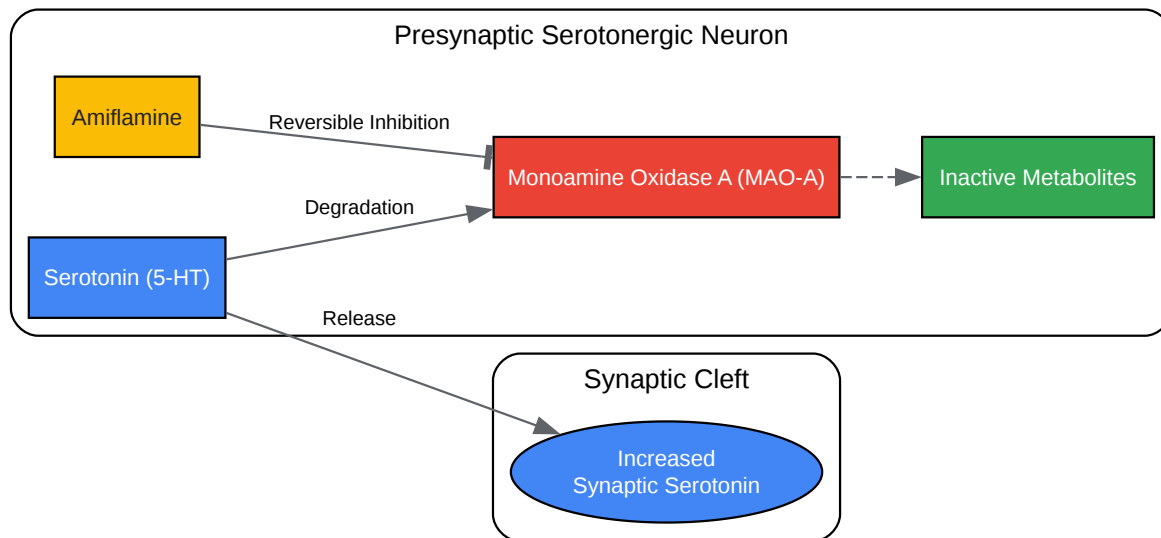 Presynaptic Serotonergic Neuron
Amiflamine
Reversible Inhibition
Monoamine Oxidase A (MAO-A)
Inactive Metabolites
Degradation
Serotonin (5-HT)
Release
Synaptic Cleft
Increased
Synaptic Serotonin